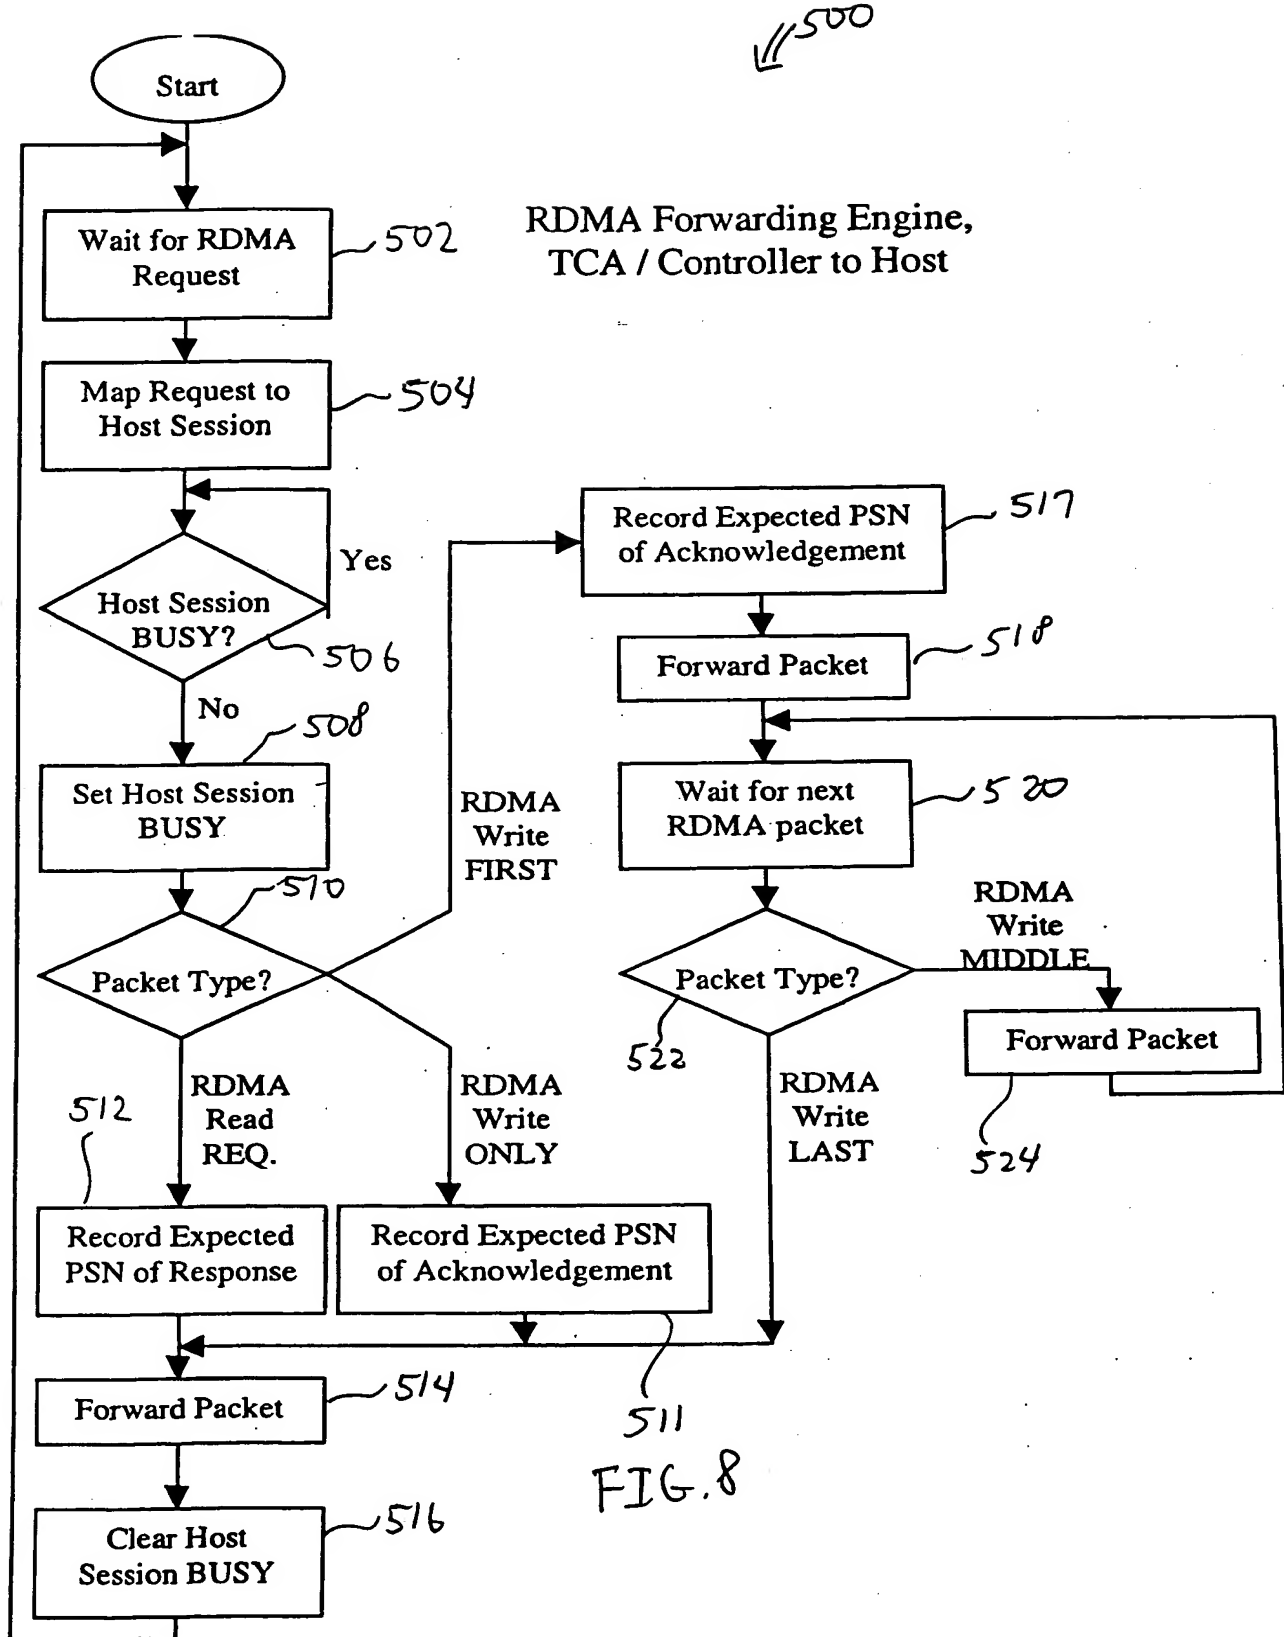 500
Start
Wait for RDMA
Request
502
RDMA Forwarding Engine,
TCA / Controller to Host
Map Request to
Host Session
504
Yes
Host Session
BUSY?
506
No
508
Set Host Session
BUSY
510
Packet Type?
RDMA
Write
FIRST
RDMA
Read
REQ.
RDMA
Write
ONLY
512
Record Expected
PSN of Response
Record Expected PSN
of Acknowledgement
511
Forward Packet
514
Clear Host
Session BUSY
516
Record Expected PSN
of Acknowledgement
517
Forward Packet
518
Wait for next
RDMA packet
520
Packet Type?
522
RDMA
Write
MIDDLE
Forward Packet
524
RDMA
Write
LAST
FIG.8